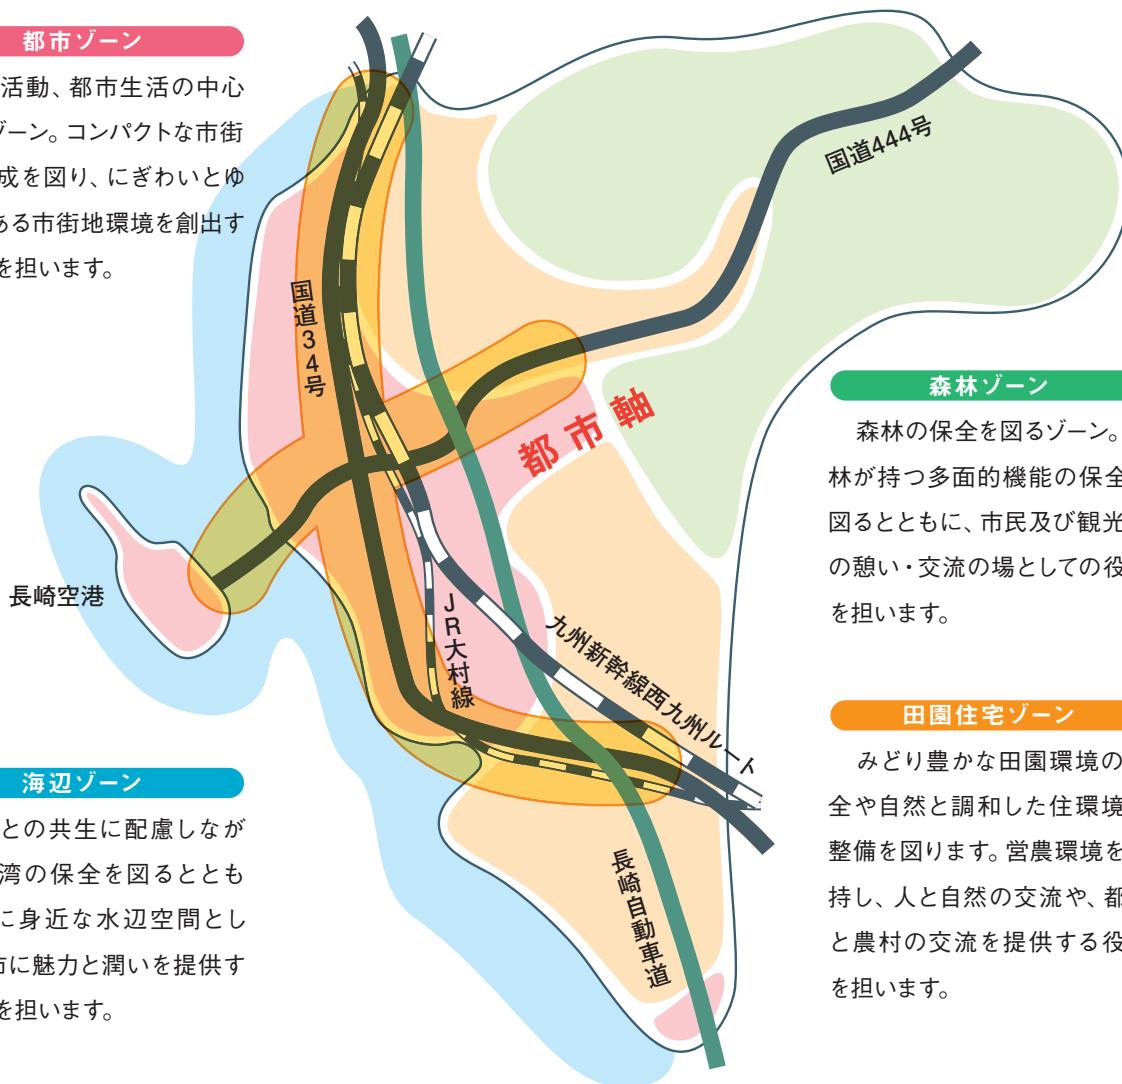 都市ゾーン
活動、都市生活の中心
ゾーン。コンパクトな市街
成を図り、にぎわいとゆ
ある市街地環境を創出す
を担います。
国道444号
国道34号
都市軸
森林ゾーン
森林の保全を図るゾーン。
林が持つ多面的機能の保全
図るとともに、市民及び観光
の憩い・交流の場としての役
を担います。
長崎空港
JR大村線
九州新幹線西九州ルート
田園住宅ゾーン
みどり豊かな田園環境の
全や自然と調和した住環境
整備を図ります。営農環境を
持し、人と自然の交流や、都
と農村の交流を提供する役
を担います。
海辺ゾーン
との共生に配慮しなが
湾の保全を図るととも
に身近な水辺空間とし
市に魅力と潤いを提供す
を担います。
長崎自動車道